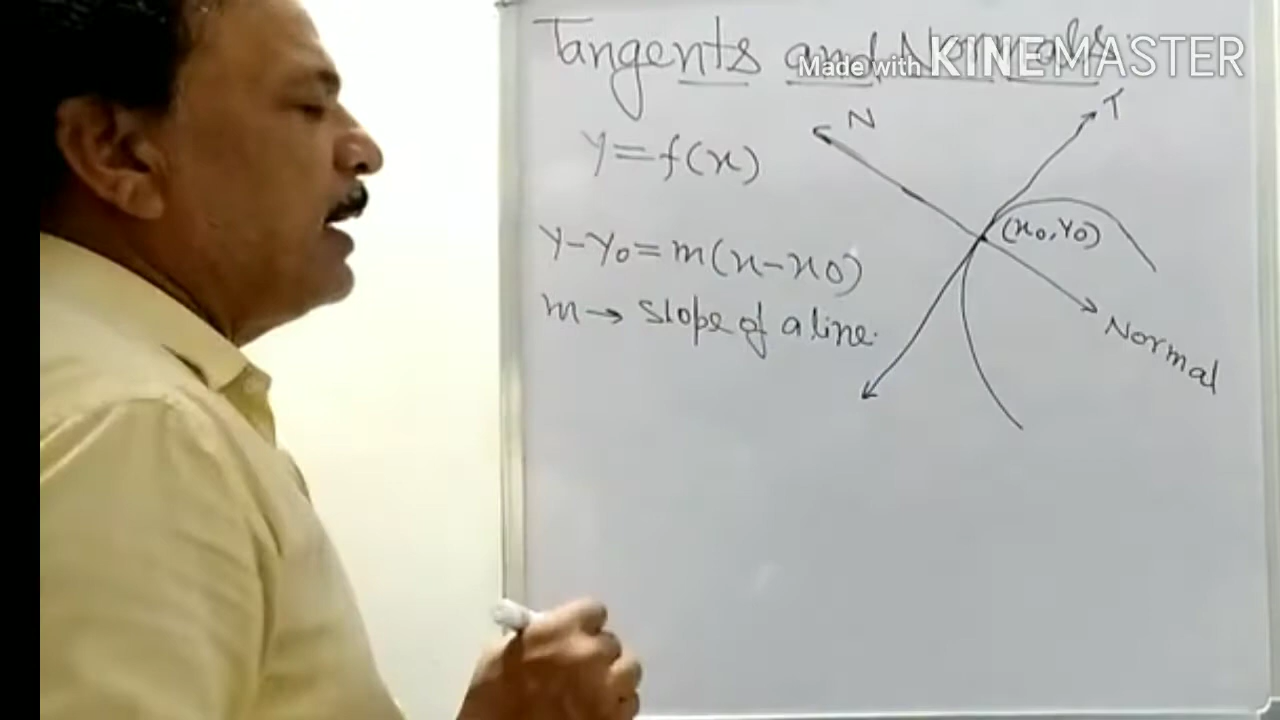 Tangents and Normals:
Made with KINEMASTER
N
T
Y=f(x)
(x0,Y0)
Y-Y0=m(x-x0)
m→ slope of a line.
Normal